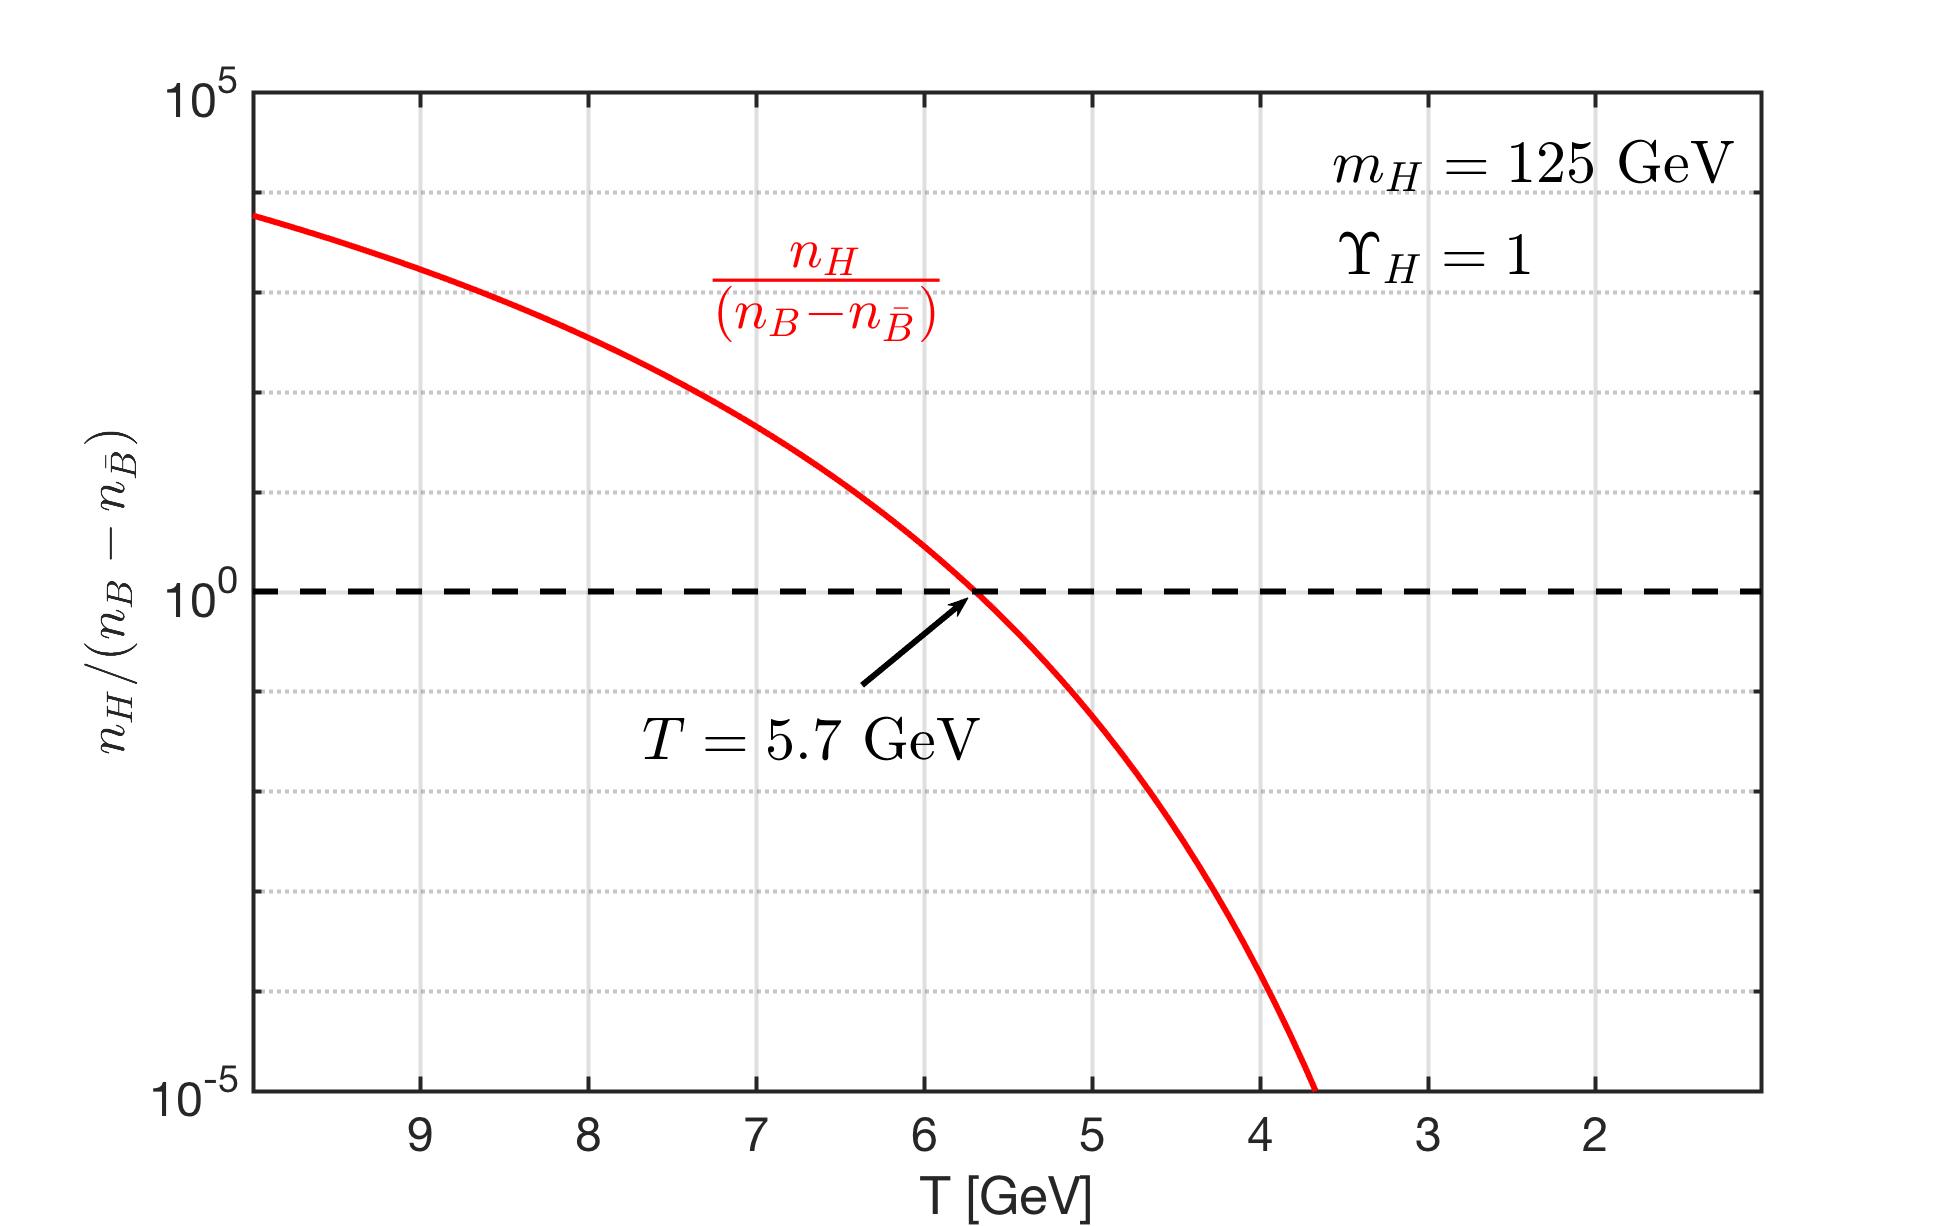 10^5
m_H = 125 GeV
ϒ_H = 1
n_H
(n_B−n_B̄)
n_H/(n_B − n_B̄)
10^0
T = 5.7 GeV
10^-5
9 8 7 6 5 4 3 2
T [GeV]